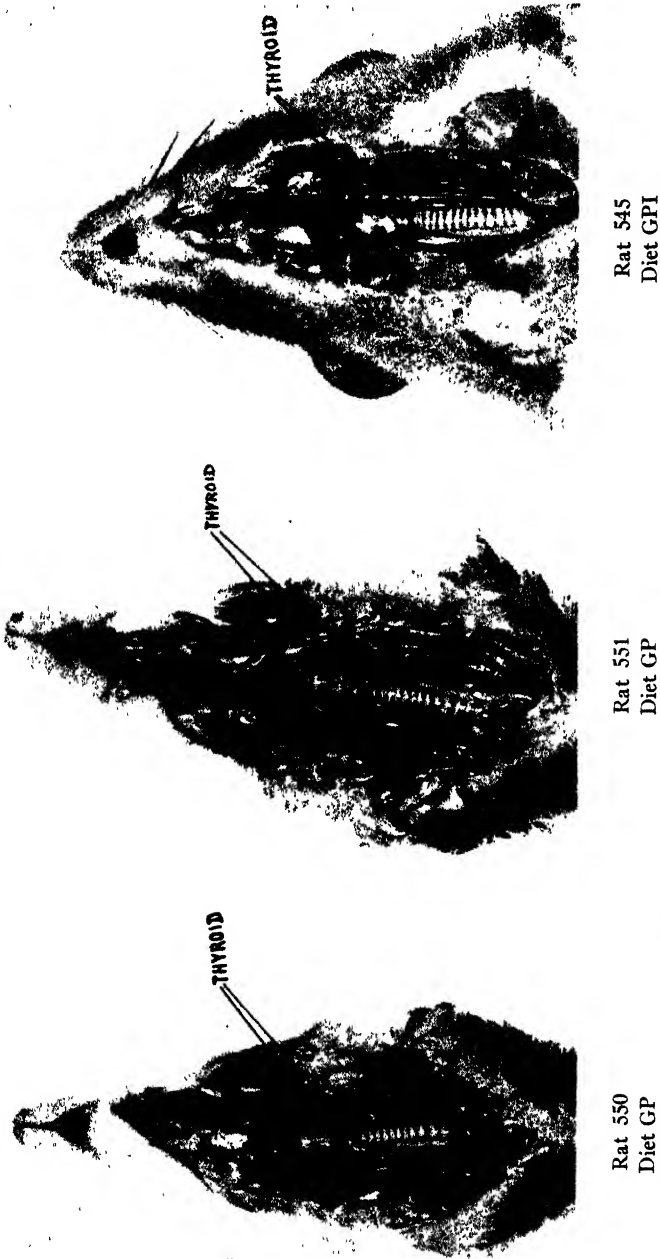 THYROID
Rat 550
Diet GP
THYROID
Rat 551
Diet GP
THYROID
Rat 545
Diet GPI